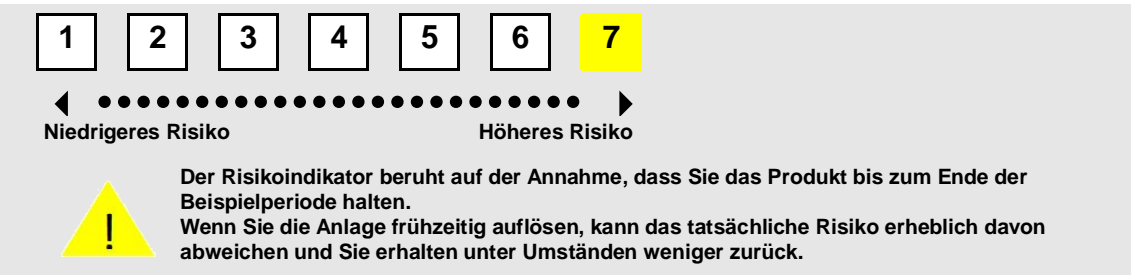 1 2 3 4 5 6 7
Niedrigeres Risiko Höheres Risiko
!
Der Risikoindikator beruht auf der Annahme, dass Sie das Produkt bis zum Ende der
Beispielperiode halten.
Wenn Sie die Anlage frühzeitig auflösen, kann das tatsächliche Risiko erheblich davon
abweichen und Sie erhalten unter Umständen weniger zurück.